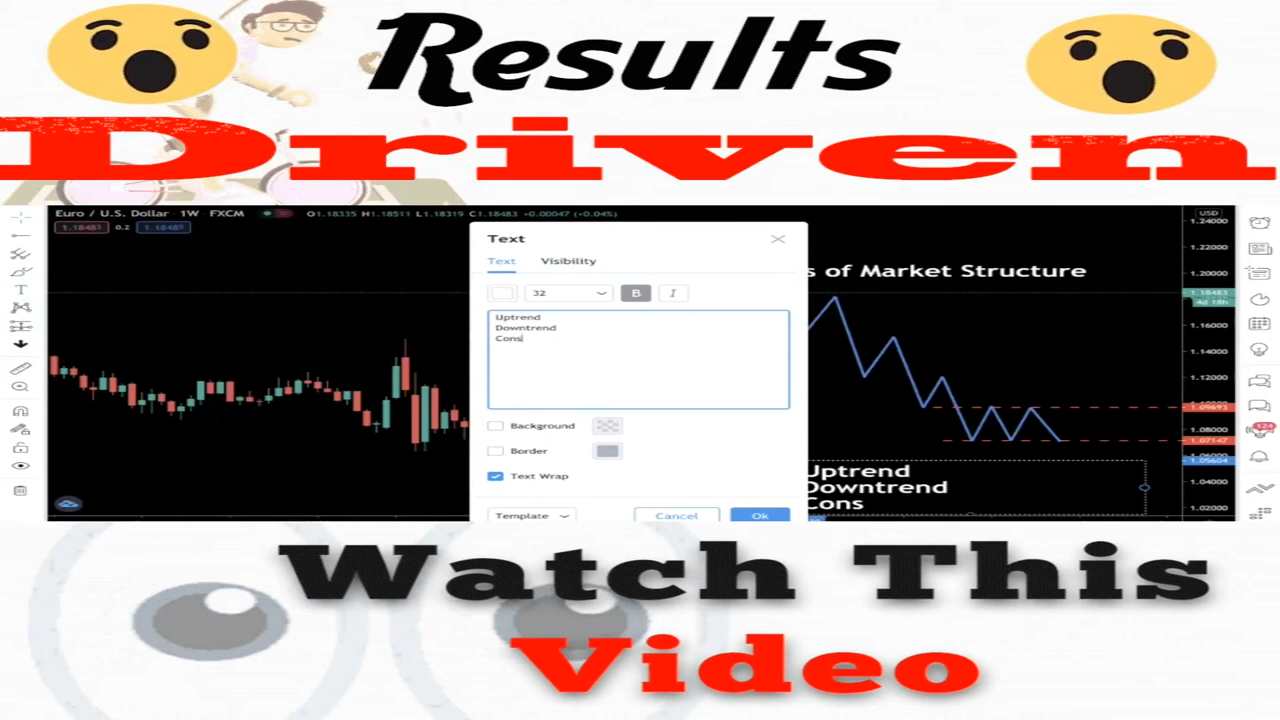 Results
Driven
Euro / U.S. Dollar 1W FXCM O1.18335 H1.18511 L1.18319 C1.18483 +0.00047 (+0.04%)
1.18483 0.2 1.18485
USD
Text
Text Visibility
32 B I
Uptrend
Downtrend
Cons
Background
Border
Text Wrap
Template Cancel Ok
s of Market Structure
Uptrend
Downtrend
Cons
1.24000
1.22000
1.20000
1.18483
4d 18h
1.16000
1.14000
1.12000
1.10000
1.09693
1.08000
1.07147
1.05604
1.04000
1.02000
124
Watch This
Video